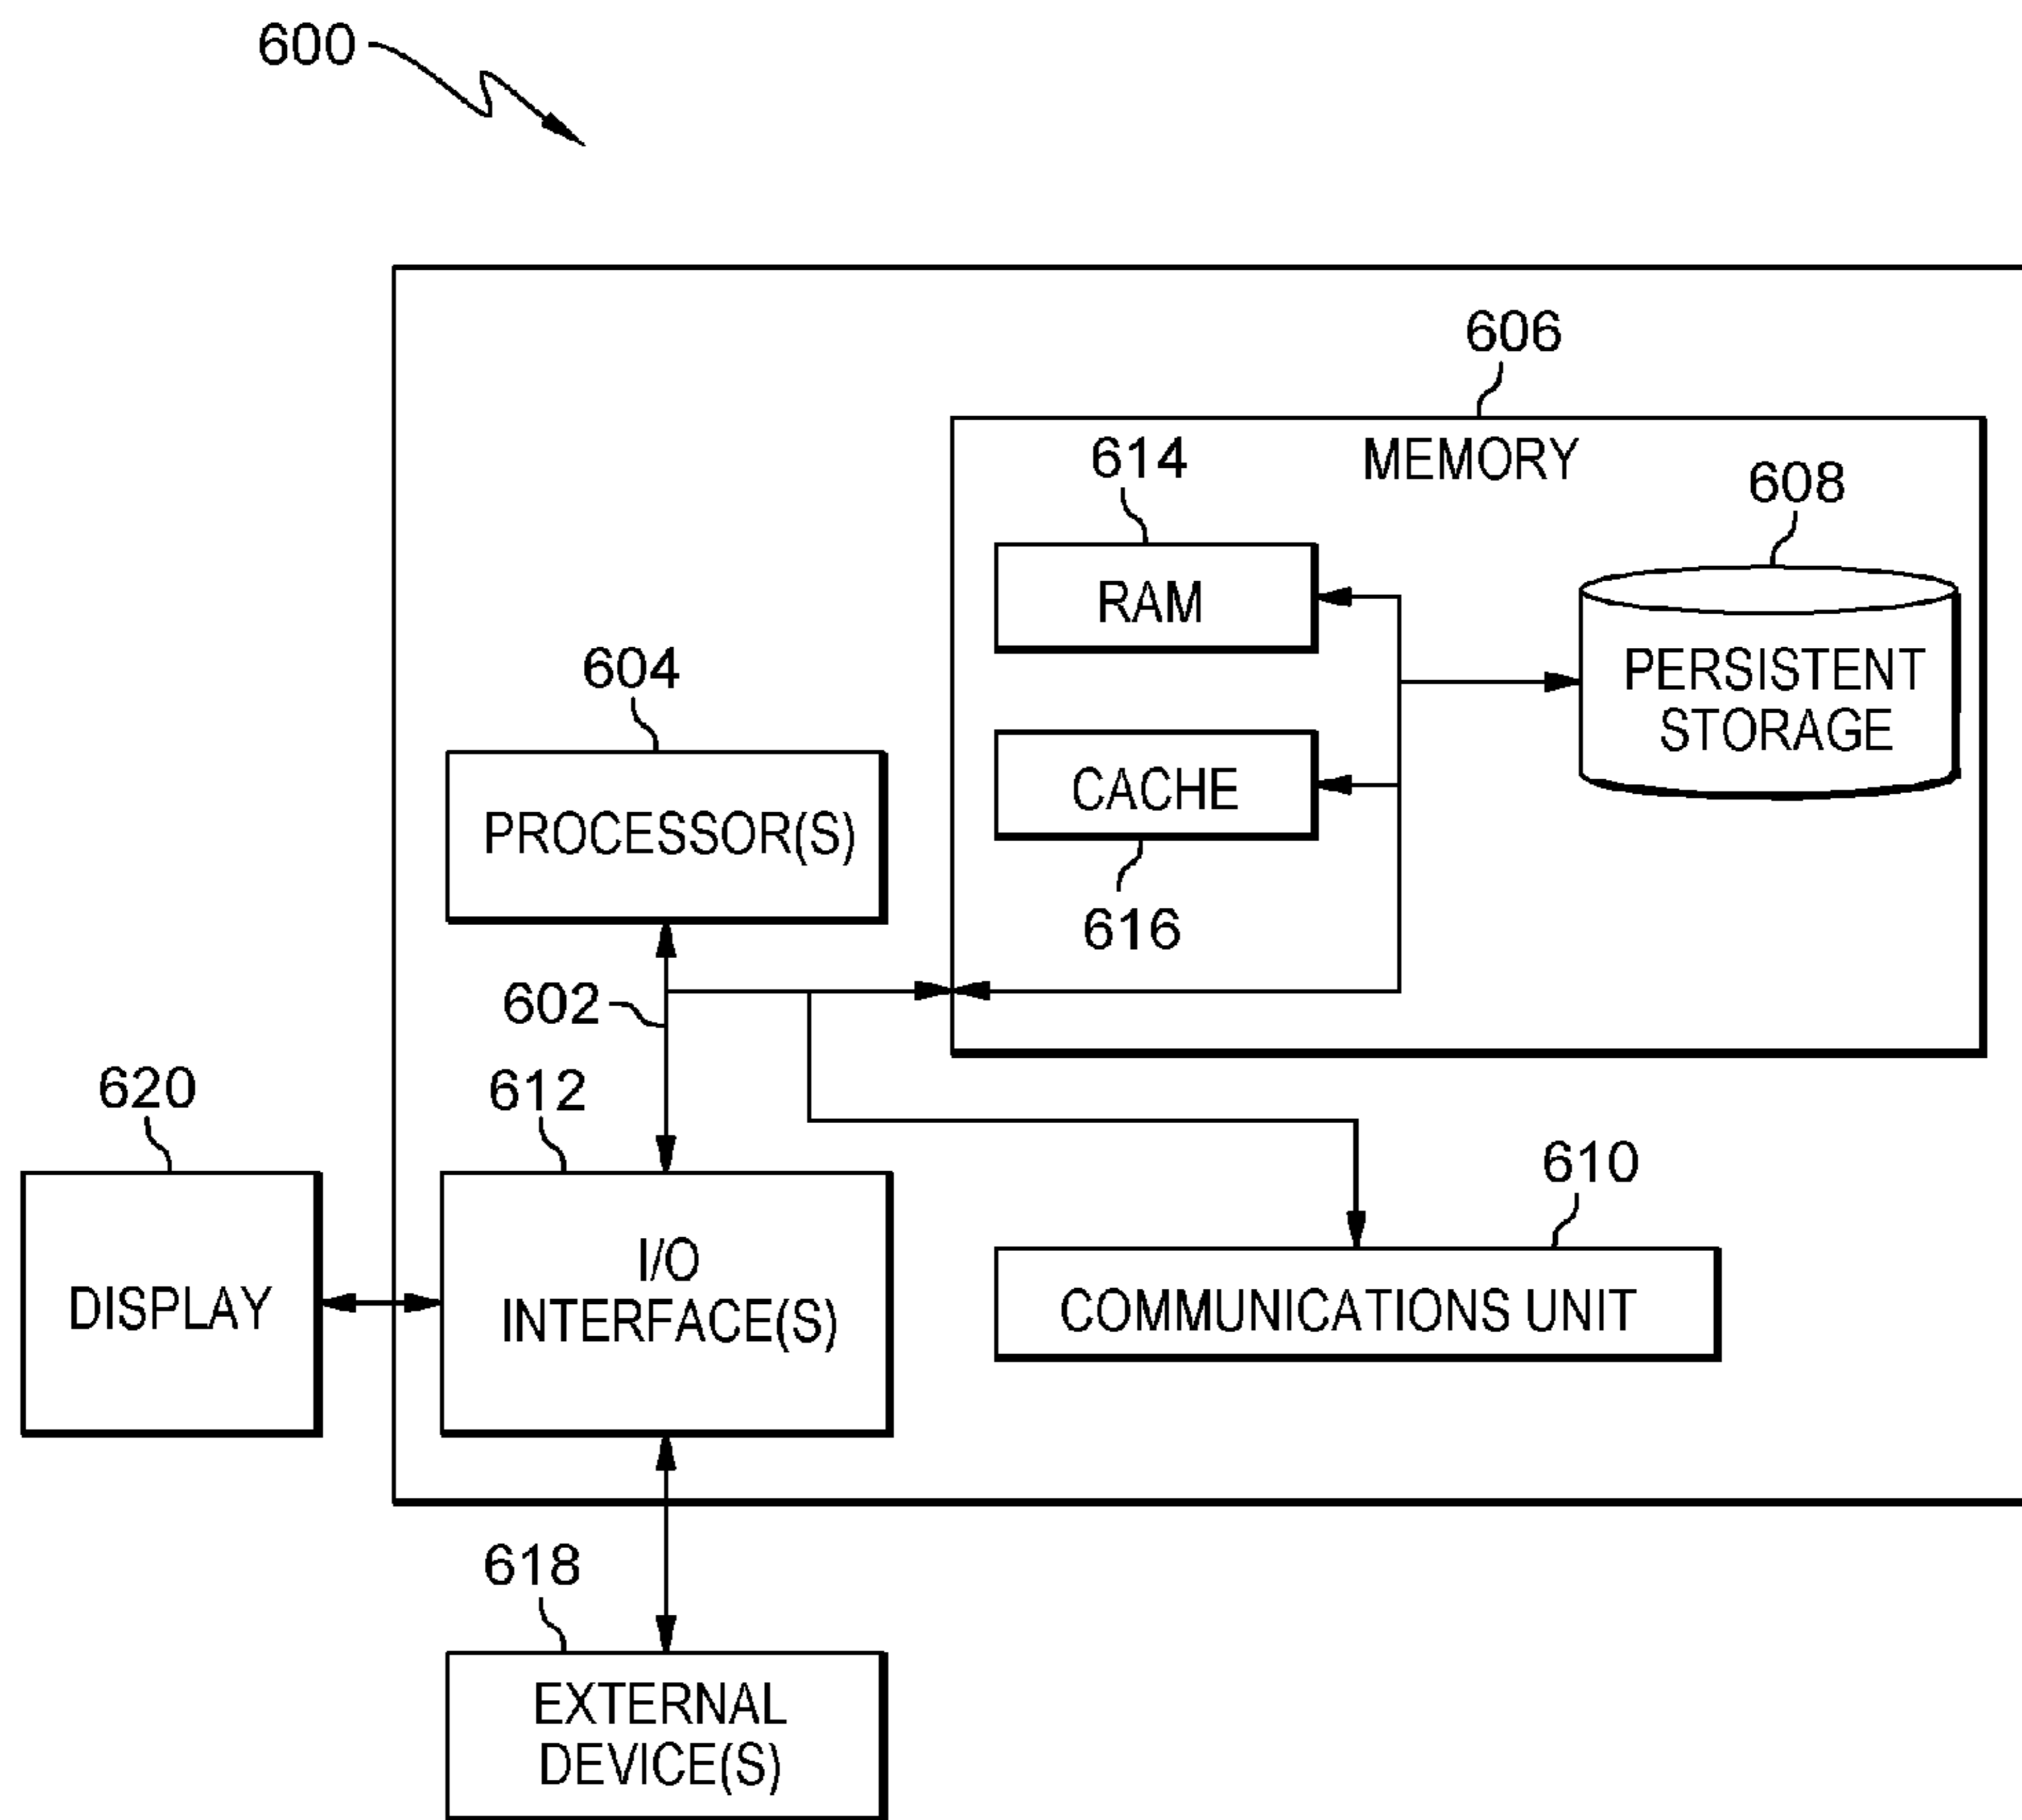 600
606
MEMORY
614
608
RAM
PERSISTENT
STORAGE
604
CACHE
PROCESSOR(S)
616
602
620
612
610
I/O
INTERFACE(S)
DISPLAY
COMMUNICATIONS UNIT
618
EXTERNAL
DEVICE(S)